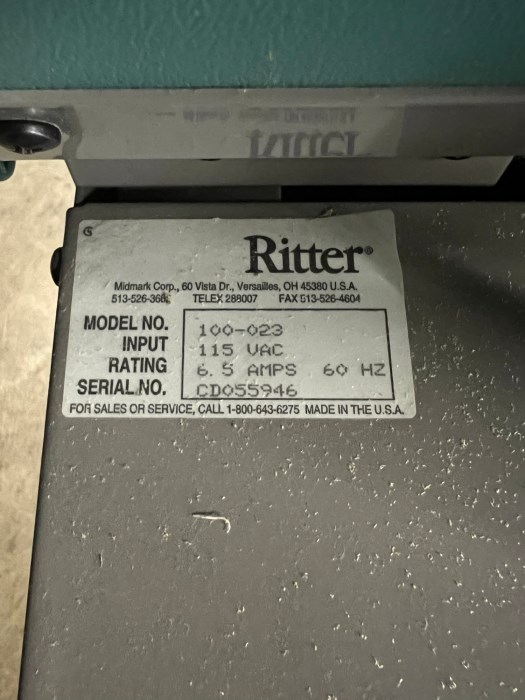 Ritter®
Midmark Corp., 60 Vista Dr., Versailles, OH 45380 U.S.A.
TELEX 288007 FAX 513-526-4604
MODEL NO. 100-023
INPUT 115 VAC
RATING 6.5 AMPS 60 HZ
SERIAL NO. CD055946
FOR SALES OR SERVICE, CALL 1-800-643-6275 MADE IN THE U.S.A.